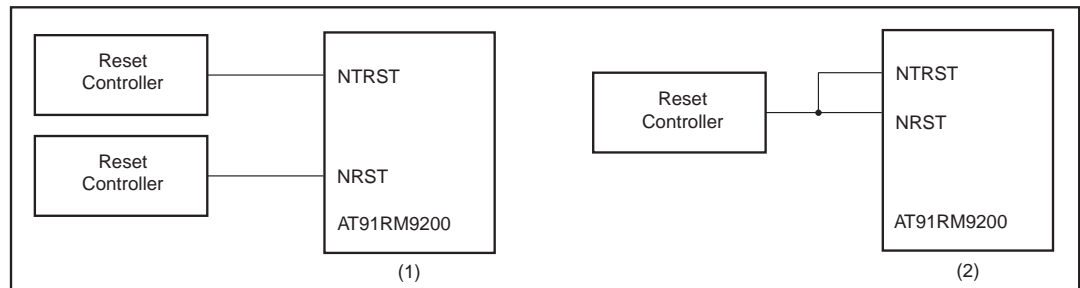 Reset
Controller
NTRST
Reset
Controller
NRST
AT91RM9200
(1)
Reset
Controller
NTRST
NRST
AT91RM9200
(2)